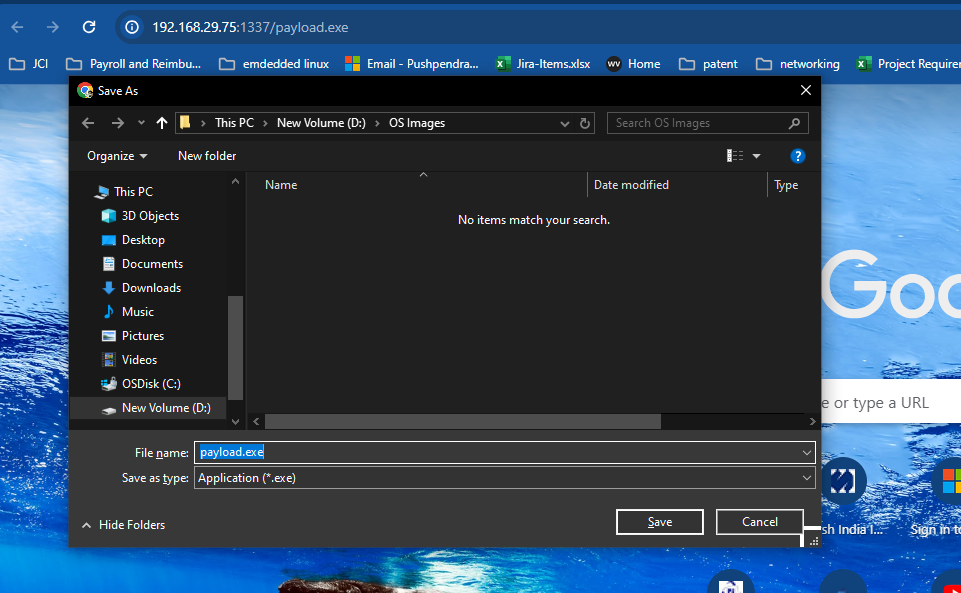 192.168.29.75:1337/payload.exe
JCI Payroll and Reimbu... emdedded linux Email - Pushpendra... Jira-Items.xlsx wv Home patent networking Project Requirem
Save As
This PC New Volume (D:) OS Images Search OS Images
Organize New folder ?
Name Date modified Type
This PC
No items match your search.
3D Objects
Desktop
Documents
Downloads
Music
Pictures
Videos
OSDisk (C:)
New Volume (D:)
Goo
e or type a URL
File name: payload.exe
Save as type: Application (*.exe)
Hide Folders Save Cancel
sh India I... Sign in to